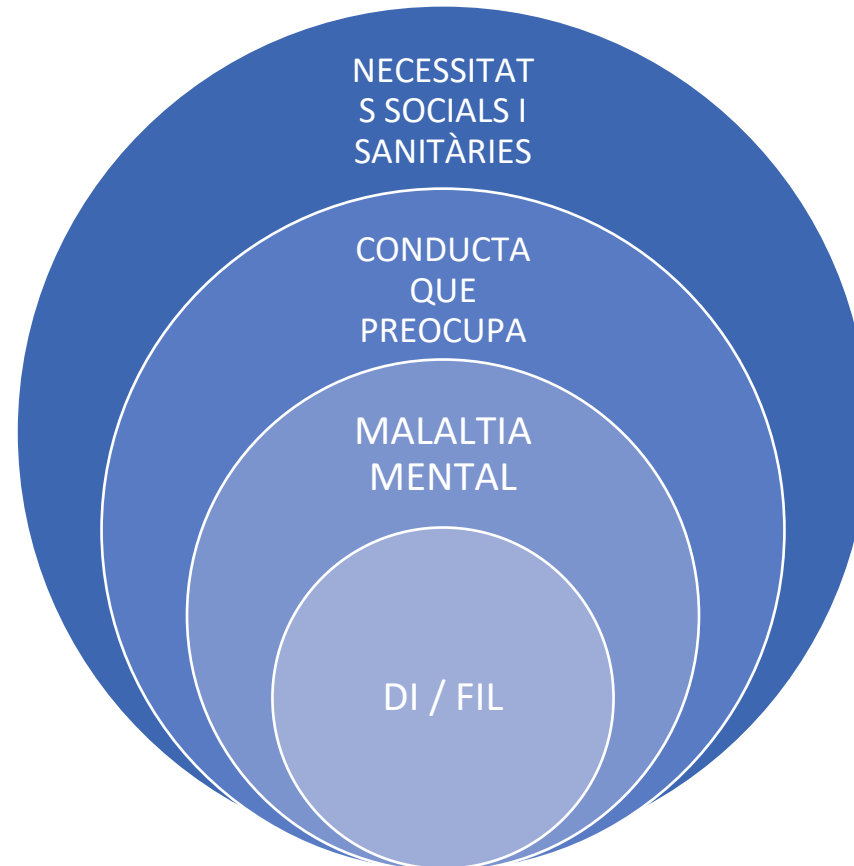 NECESSITAT
S SOCIALS I
SANITÀRIES
CONDUCTA
QUE
PREOCUPA
MALALTIA
MENTAL
DI / FIL